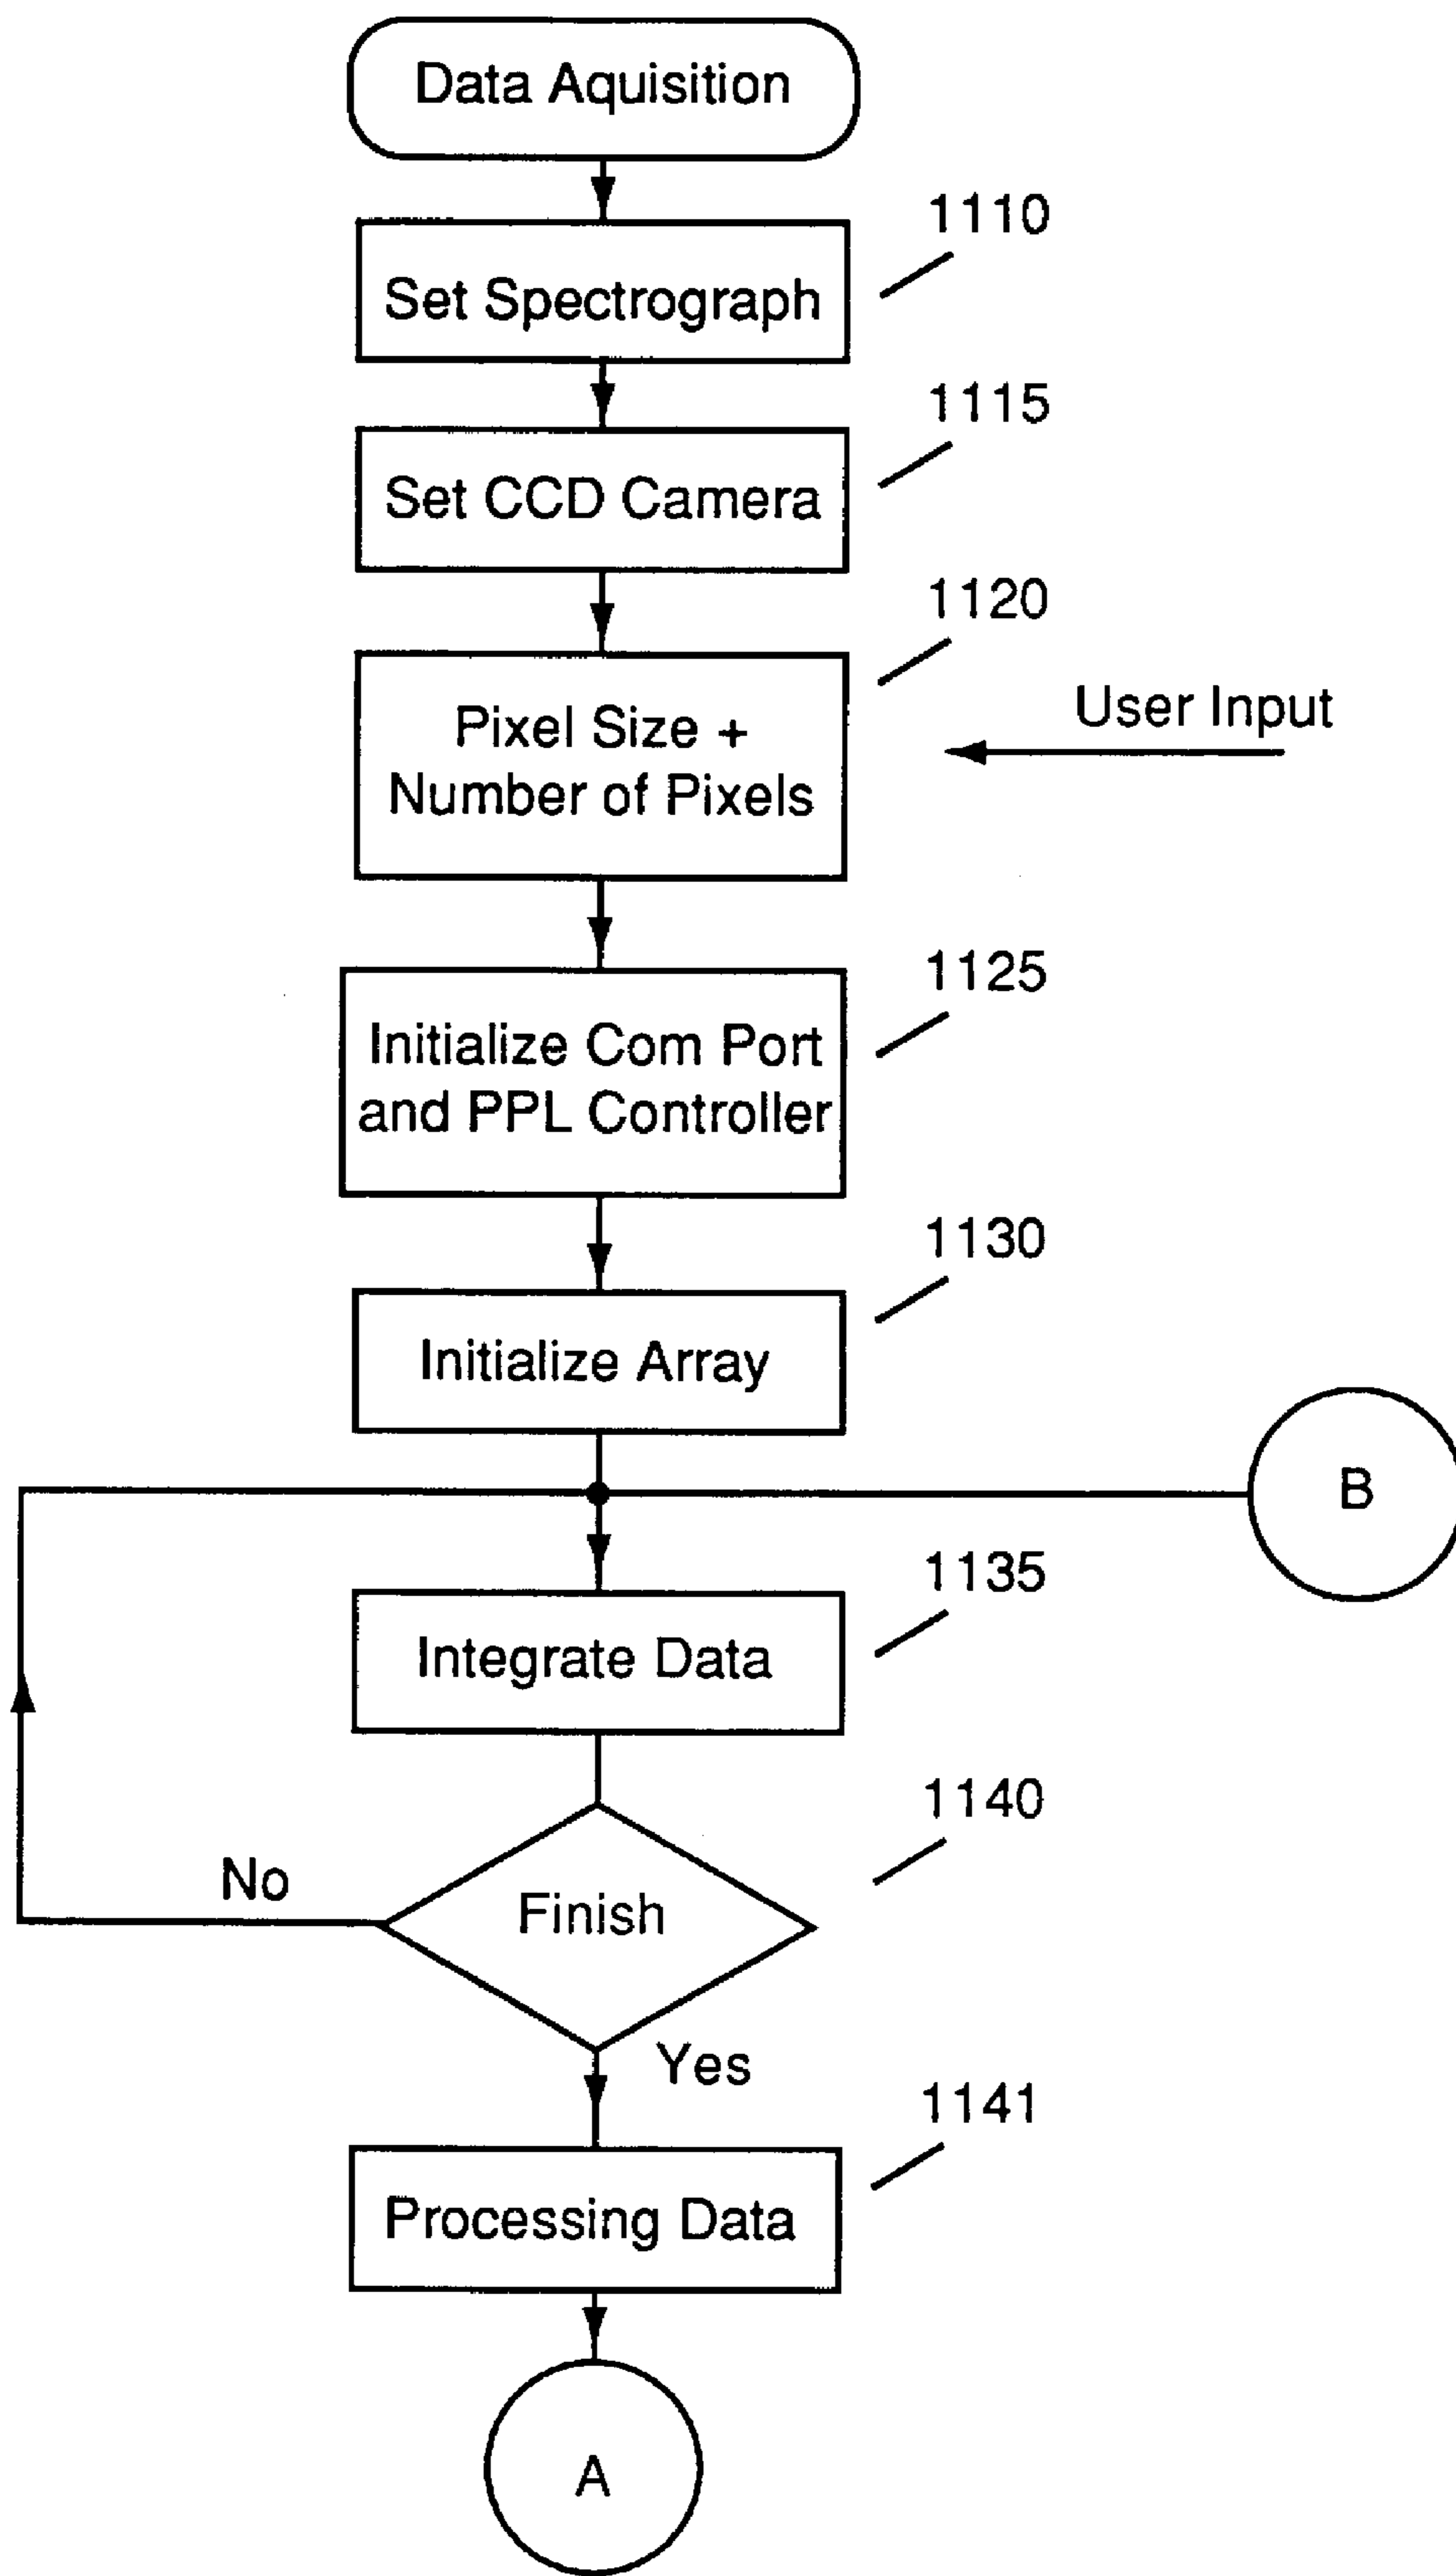 Data Aquisition
1110
Set Spectrograph
1115
Set CCD Camera
1120
Pixel Size +
Number of Pixels
User Input
1125
Initialize Com Port
and PPL Controller
1130
Initialize Array
B
1135
Integrate Data
1140
No
Finish
Yes
1141
Processing Data
A